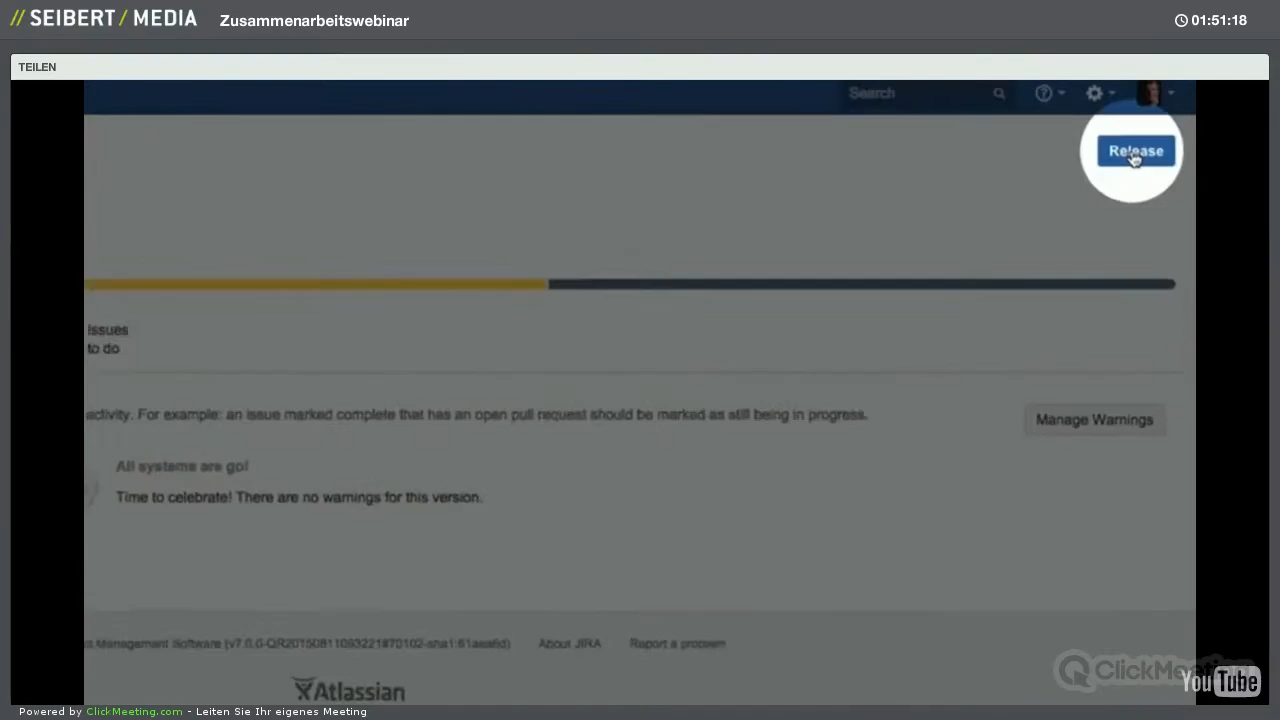 // SEIBERT / MEDIA Zusammenarbeitswebinar 01:51:18
TEILEN
Search
Release
Issues
to do
activity. For example: an issue marked complete that has an open pull request should be marked as still being in progress.
Manage Warnings
All systems are go!
Time to celebrate! There are no warnings for this version.
Management Software About JIRA Report a problem
Atlassian
ClickMeeting
YouTube
Powered by ClickMeeting.com - Leiten Sie Ihr eigenes Meeting